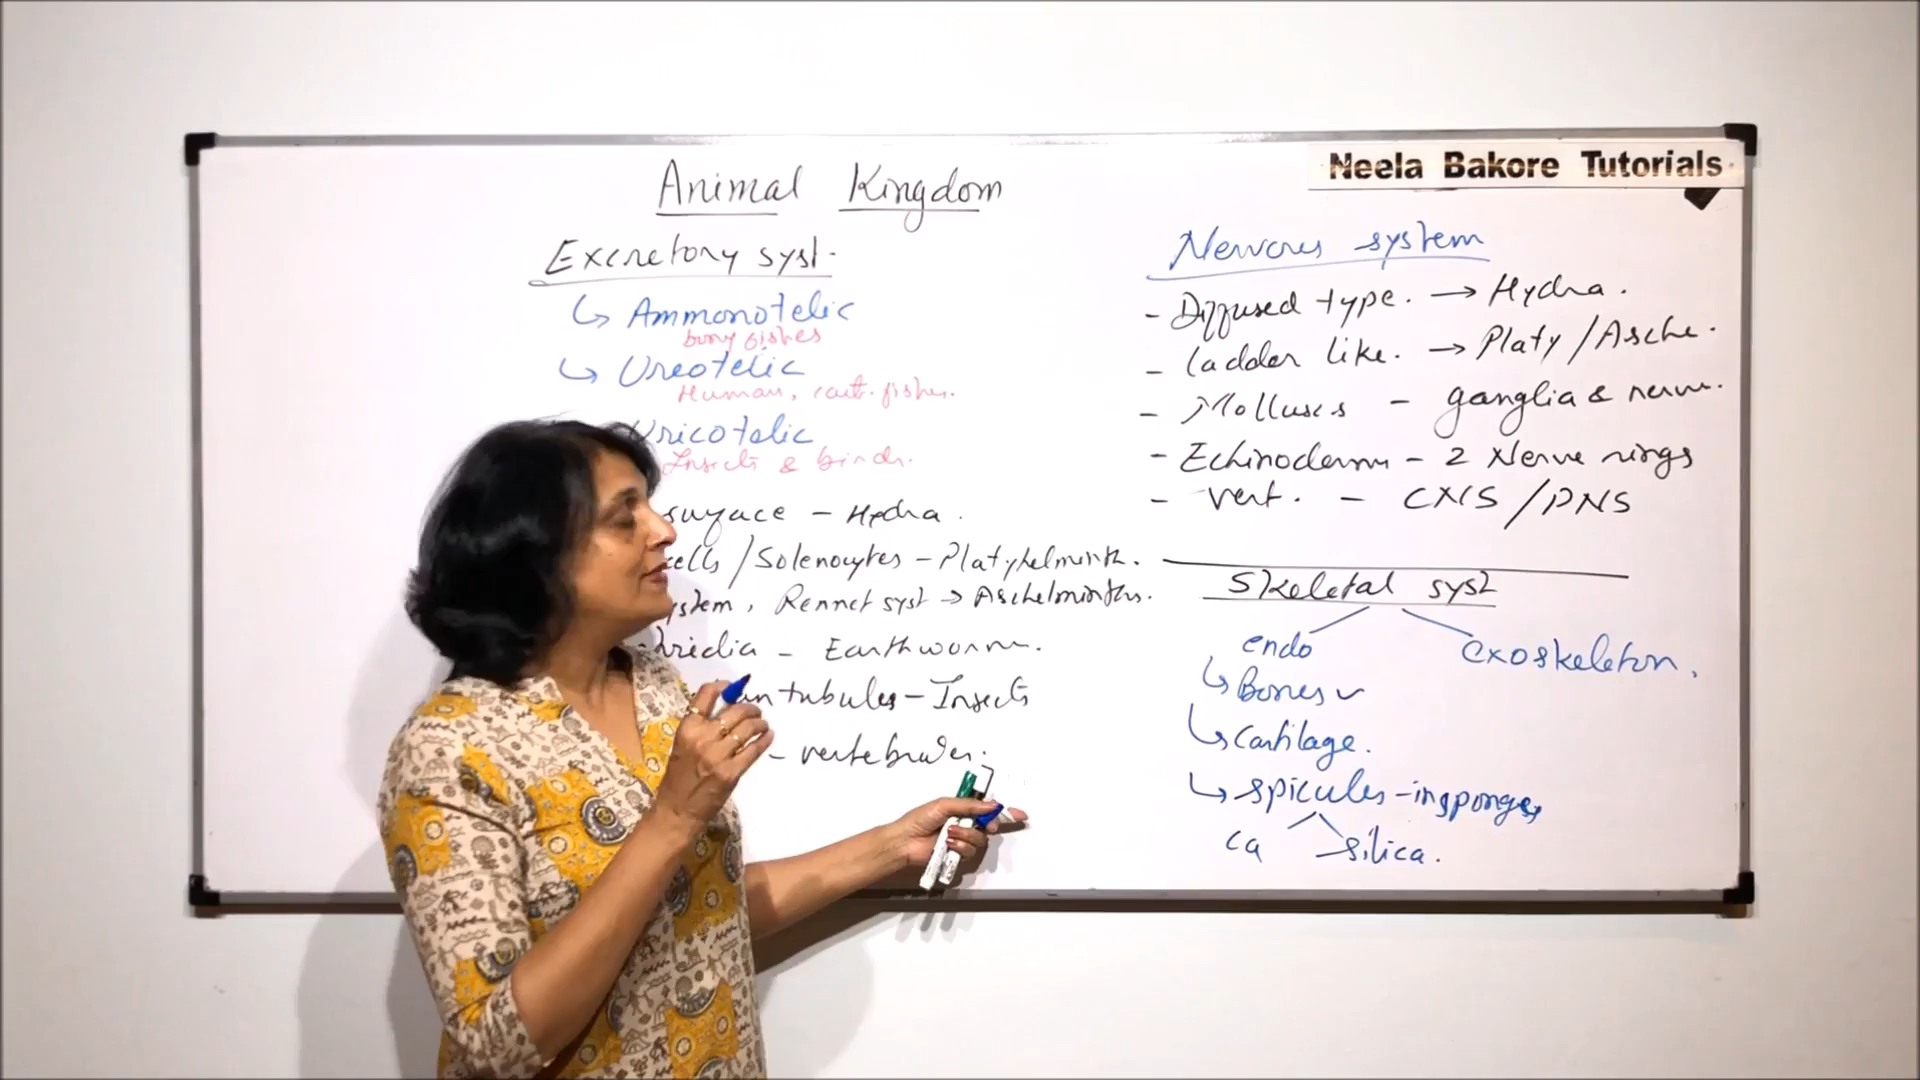 Neela Bakore Tutorials
Animal Kingdom
Excretory syst.
↳ Ammonotelic
bony fishes
↳ Ureotelic
Human, cart. fishes.
Uricotelic
Insects & birds.
surface - Hydra.
cells / Solenocytes - Platyhelminth.
ystem, Rennet syst → Aschelminthes.
hridia - Earthworm.
an tubules - Insects
- vertebrates.
Nervous system
- Diffused type. → Hydra.
- ladder like. → Platy / Asche.
- Molluscs - ganglia & nerve.
- Echinoderm - 2 Nerve rings
- vert. - CNS / PNS
Skeletal syst
endo exoskeleton.
↳ Bones ✓
↳ Cartilage.
↳ spicules - in sponges,
ca silica.